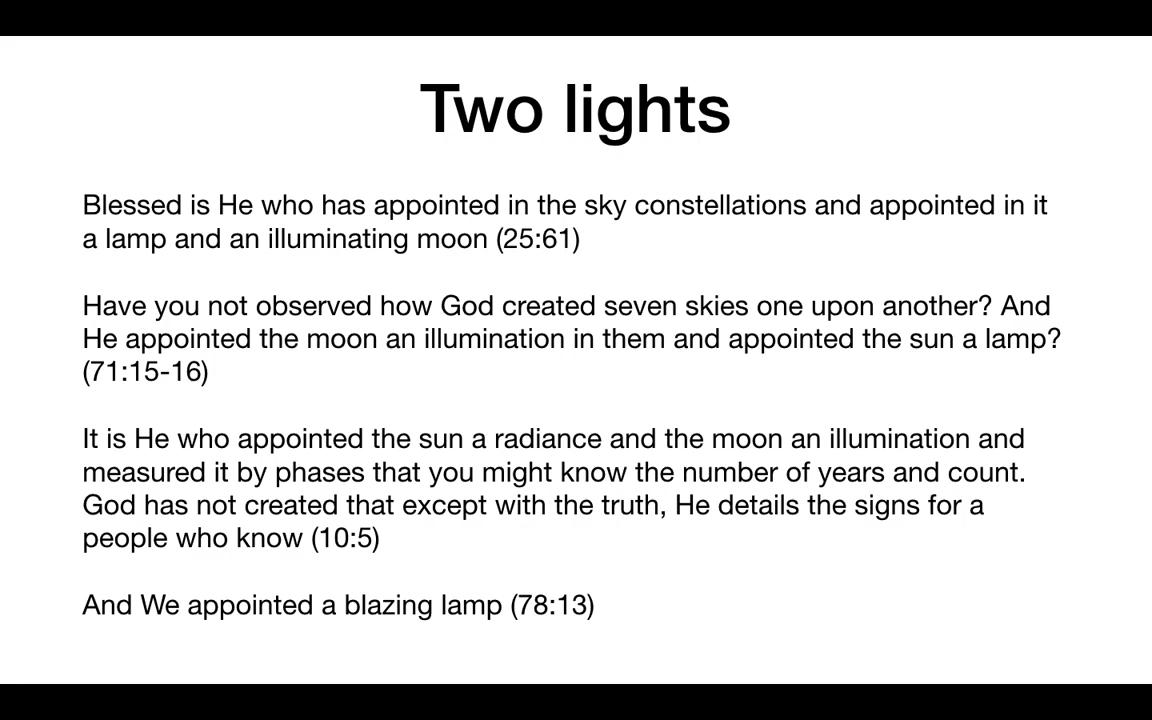 Two lights
Blessed is He who has appointed in the sky constellations and appointed in it
a lamp and an illuminating moon (25:61)
Have you not observed how God created seven skies one upon another? And
He appointed the moon an illumination in them and appointed the sun a lamp?
(71:15-16)
It is He who appointed the sun a radiance and the moon an illumination and
measured it by phases that you might know the number of years and count.
God has not created that except with the truth, He details the signs for a
people who know (10:5)
And We appointed a blazing lamp (78:13)